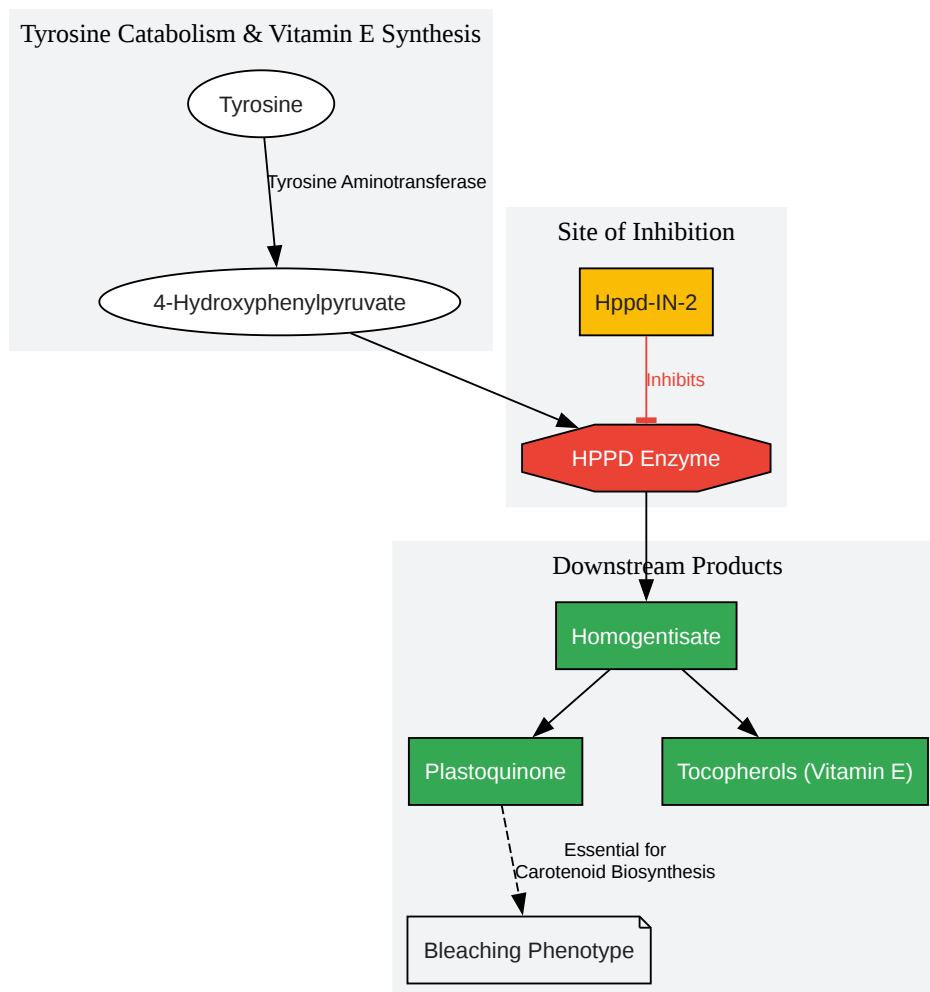 Tyrosine Catabolism & Vitamin E Synthesis
Tyrosine
Tyrosine Aminotransferase
4-Hydroxyphenylpyruvate
Site of Inhibition
Hppd-IN-2
Inhibits
HPPD Enzyme
Downstream Products
Homogentisate
Plastoquinone
Tocopherols (Vitamin E)
Essential for
Carotenoid Biosynthesis
Bleaching Phenotype